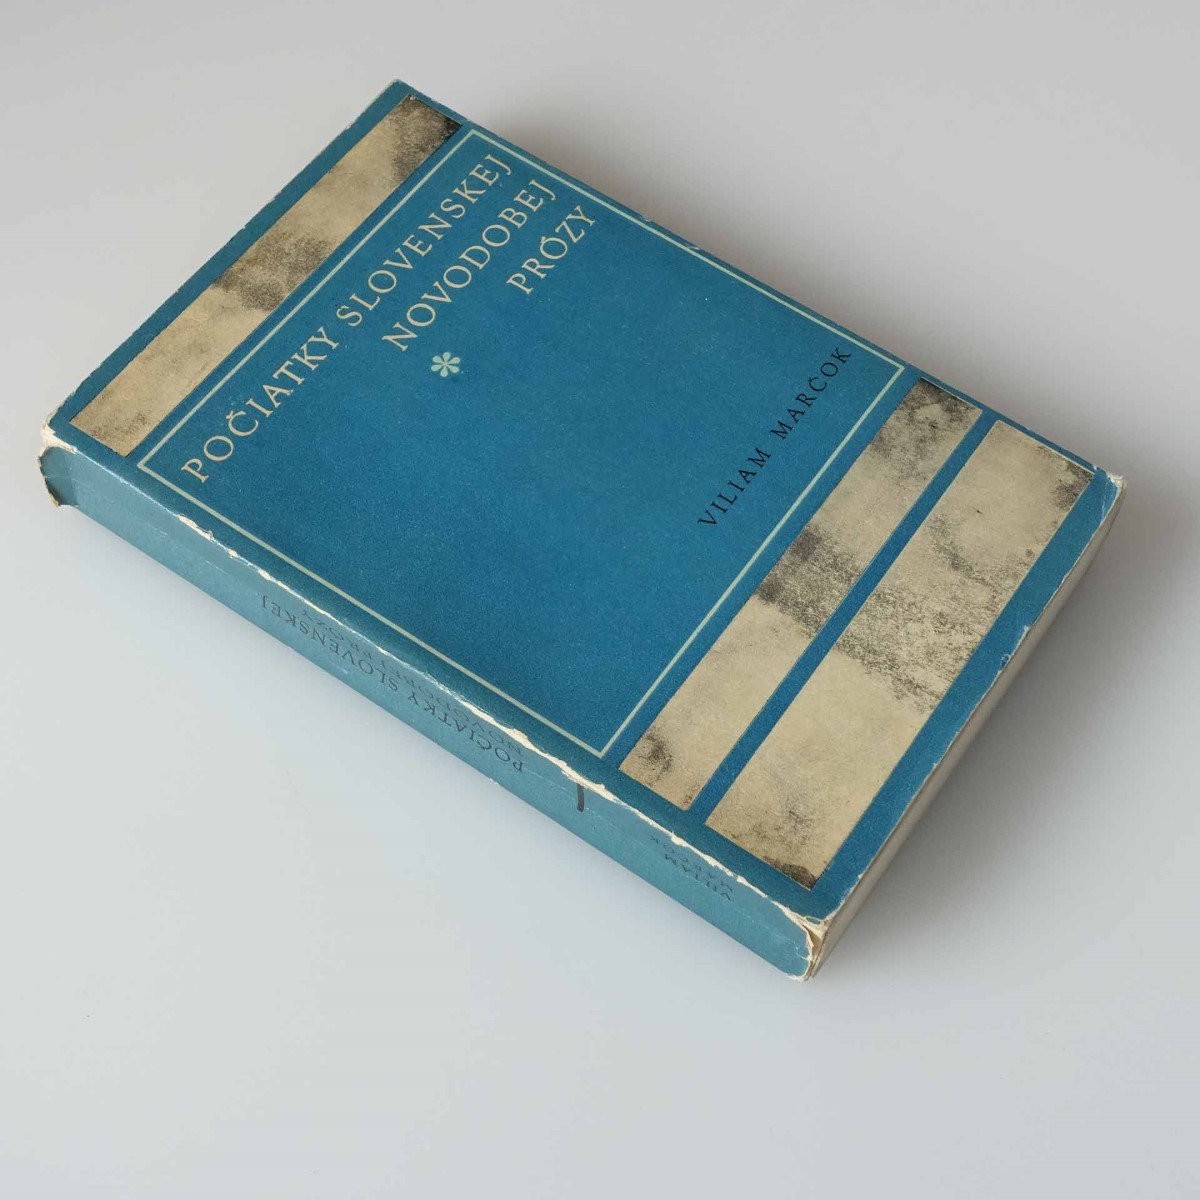 POČIATKY SLOVENSKEJ
NOVODOBEJ
PRÓZY
VILIAM MARČOK
POČIATKY SLOVENSKEJ
NOVODOBEJ PRÓZY
VILIAM
MARČOK